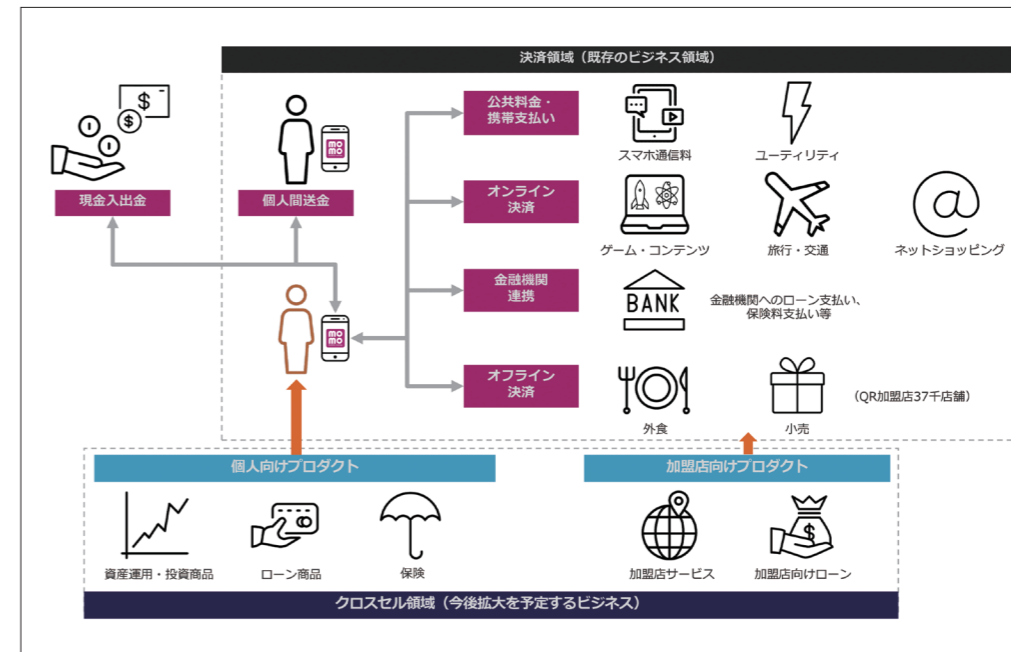 決済領域（既存のビジネス領域）
$
$
現金入出金
mo
mo
個人間送金
公共料金・
携帯支払い
スマホ通信料
ユーティリティ
オンライン
決済
ゲーム・コンテンツ
旅行・交通
@
ネットショッピング
mo
mo
金融機関
連携
BANK
金融機関へのローン支払い、
保険料支払い等
オフライン
決済
外食
小売
（QR加盟店37千店舗）
個人向けプロダクト
資産運用・投資商品
ローン商品
保険
加盟店向けプロダクト
加盟店サービス
$
加盟店向けローン
クロスセル領域（今後拡大を予定するビジネス）